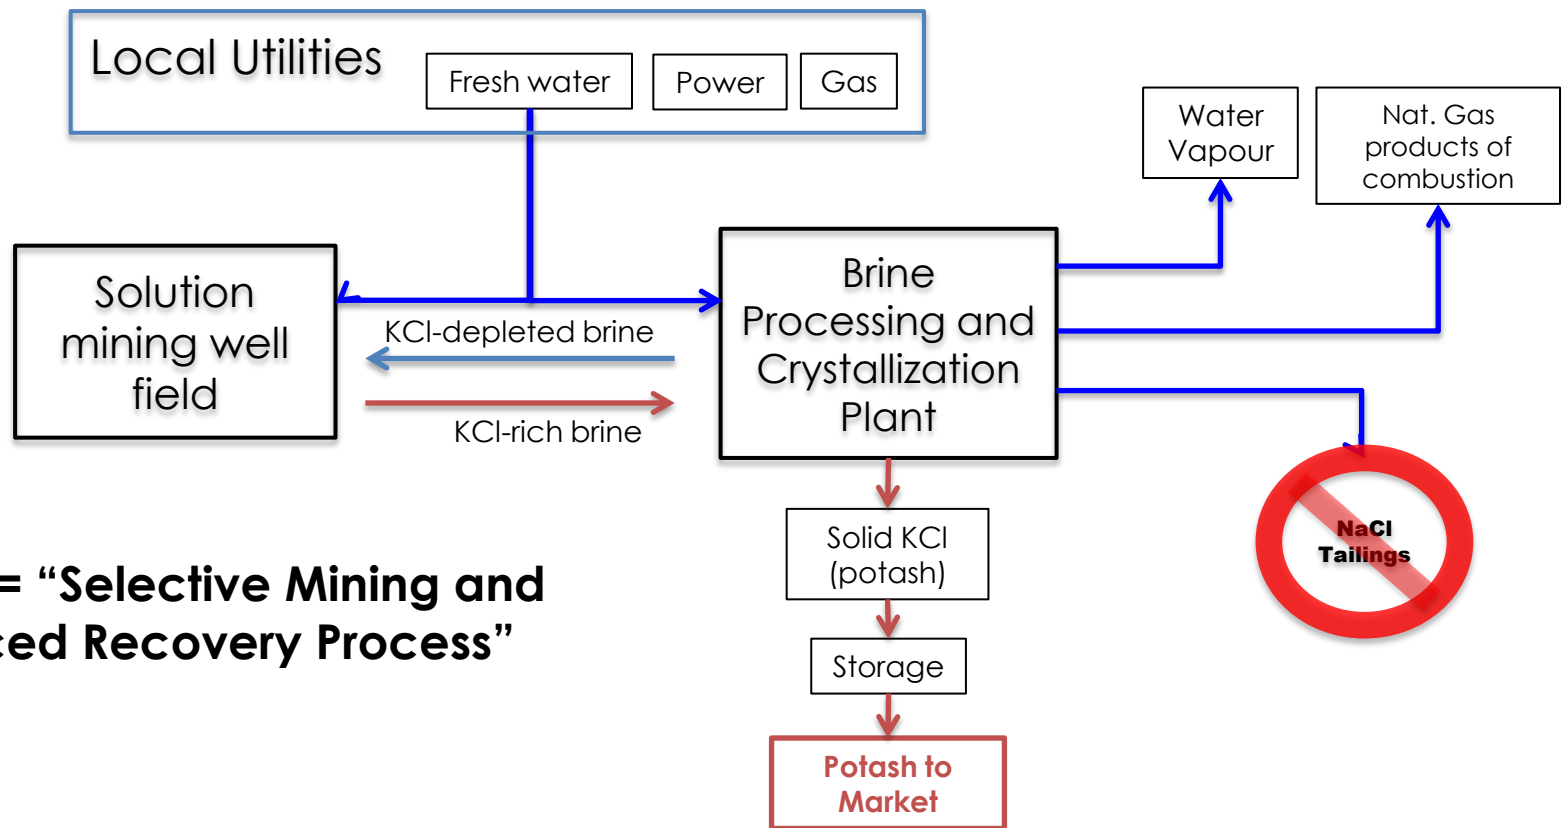 Local Utilities
Fresh water
Power
Gas
Water
Vapour
Nat. Gas
products of
combustion
Solution
mining well
field
KCl-depleted brine
KCl-rich brine
Brine
Processing and
Crystallization
Plant
NaCl
Tailings
Solid KCl
(potash)
Storage
Potash to
Market
= “Selective Mining and
ced Recovery Process”